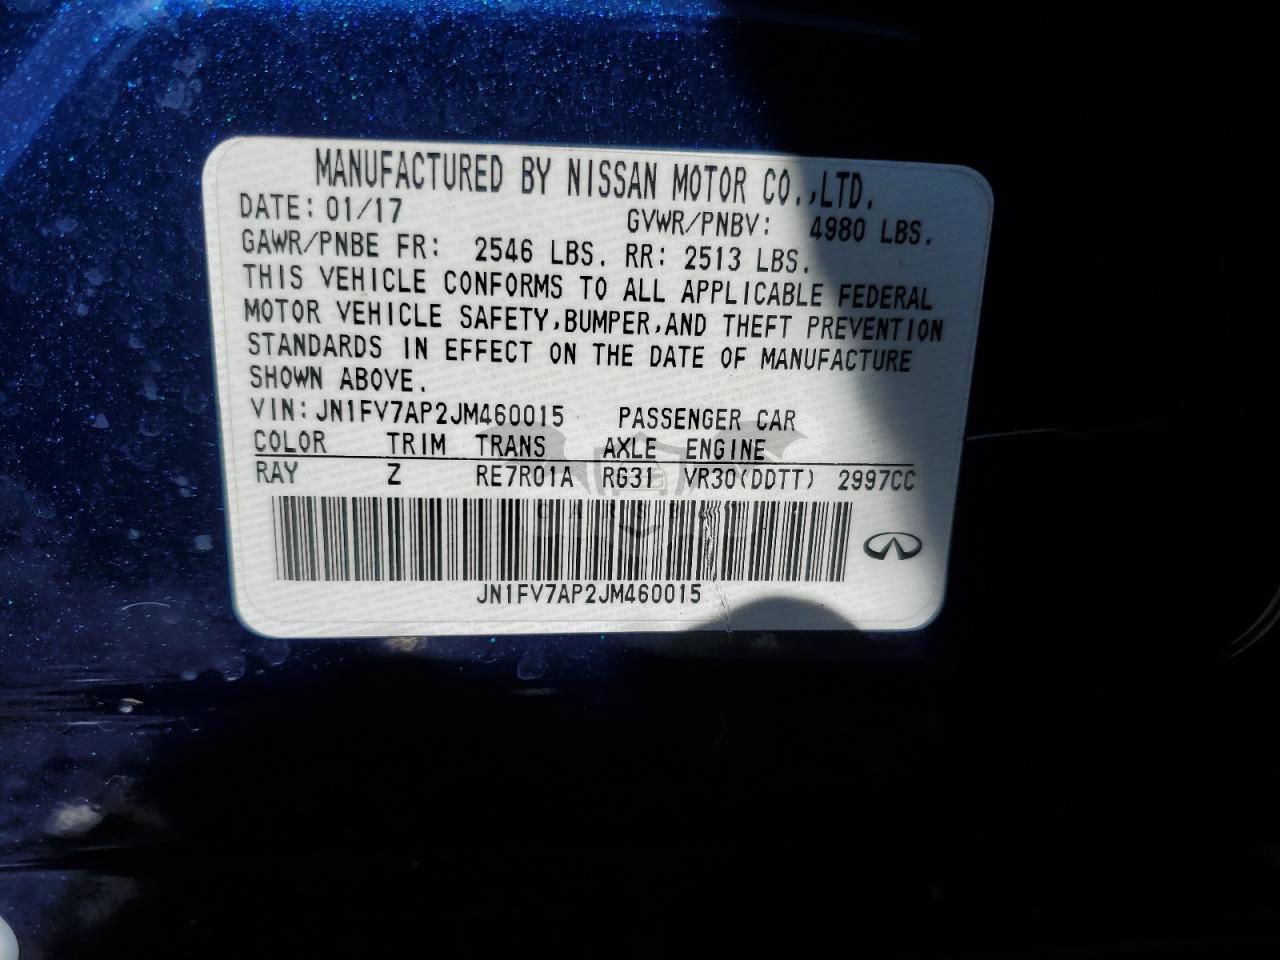 MANUFACTURED BY NISSAN MOTOR CO.,LTD.
DATE: 01/17 GVWR/PNBV: 4980 LBS.
GAWR/PNBE FR: 2546 LBS. RR: 2513 LBS.
THIS VEHICLE CONFORMS TO ALL APPLICABLE FEDERAL
MOTOR VEHICLE SAFETY,BUMPER,AND THEFT PREVENTION
STANDARDS IN EFFECT ON THE DATE OF MANUFACTURE
SHOWN ABOVE.
VIN: JN1FV7AP2JM460015 PASSENGER CAR
COLOR TRIM TRANS AXLE ENGINE
RAY Z RE7R01A RG31 VR30(DDTT) 2997CC
JN1FV7AP2JM460015